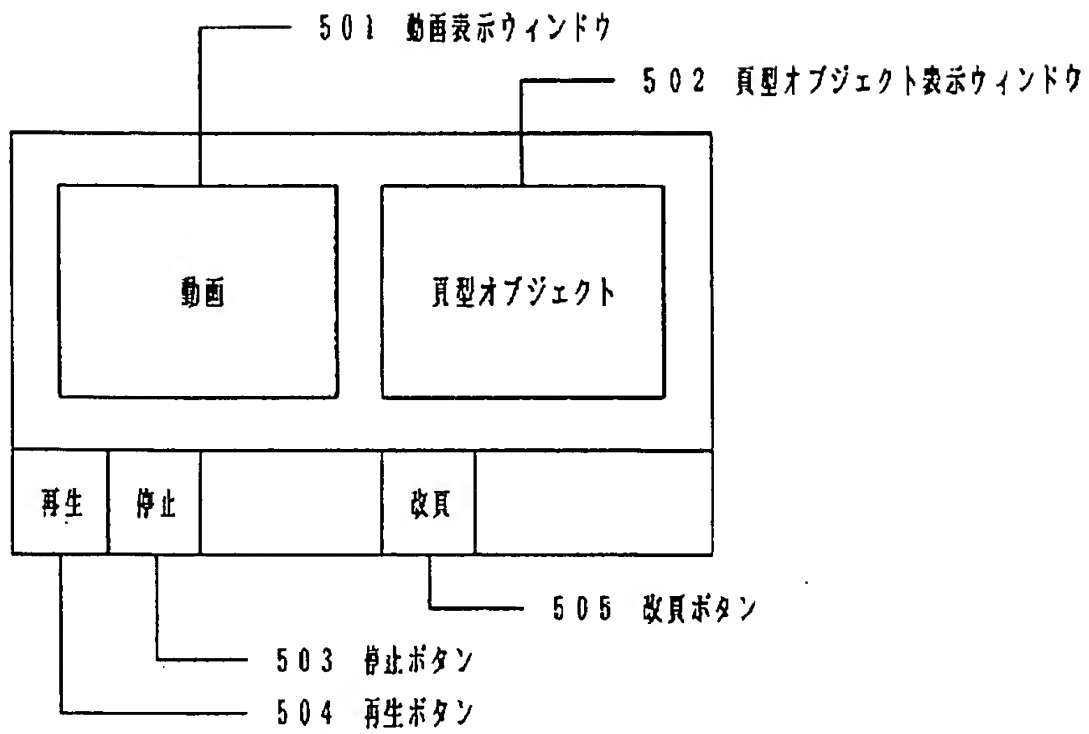 501 動画表示ウィンドウ
502 頁型オブジェクト表示ウィンドウ
動画
頁型オブジェクト
再生
停止
改頁
505 改頁ボタン
503 停止ボタン
504 再生ボタン